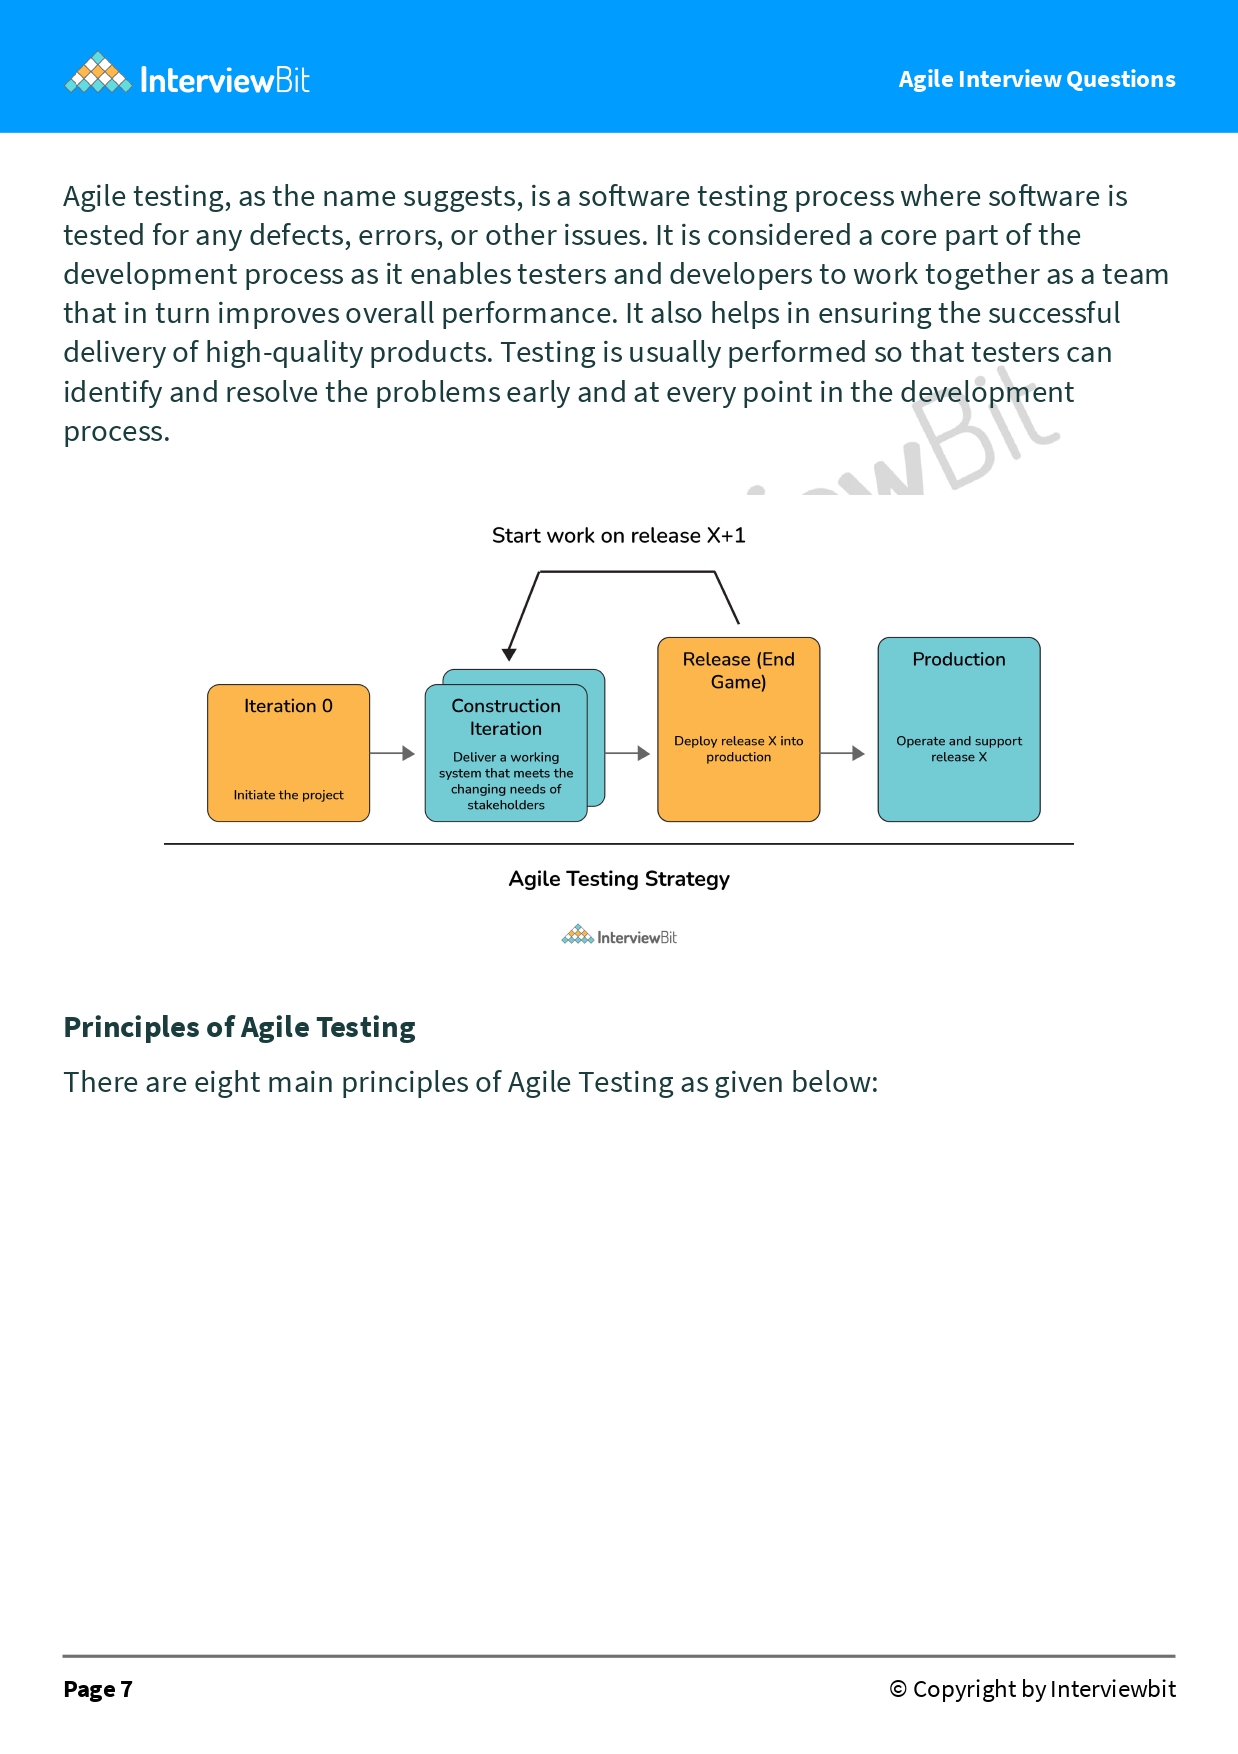 InterviewBit
Agile Interview Questions
Agile testing, as the name suggests, is a software testing process where software is
tested for any defects, errors, or other issues. It is considered a core part of the
development process as it enables testers and developers to work together as a team
that in turn improves overall performance. It also helps in ensuring the successful
delivery of high-quality products. Testing is usually performed so that testers can
identify and resolve the problems early and at every point in the development
process.
Start work on release X+1
Iteration 0
Initiate the project
Construction
Iteration
Deliver a working
system that meets the
changing needs of
stakeholders
Release (End
Game)
Deploy release X into
production
Production
Operate and support
release X
Agile Testing Strategy
InterviewBit
Principles of Agile Testing
There are eight main principles of Agile Testing as given below:
Page 7
© Copyright by Interviewbit